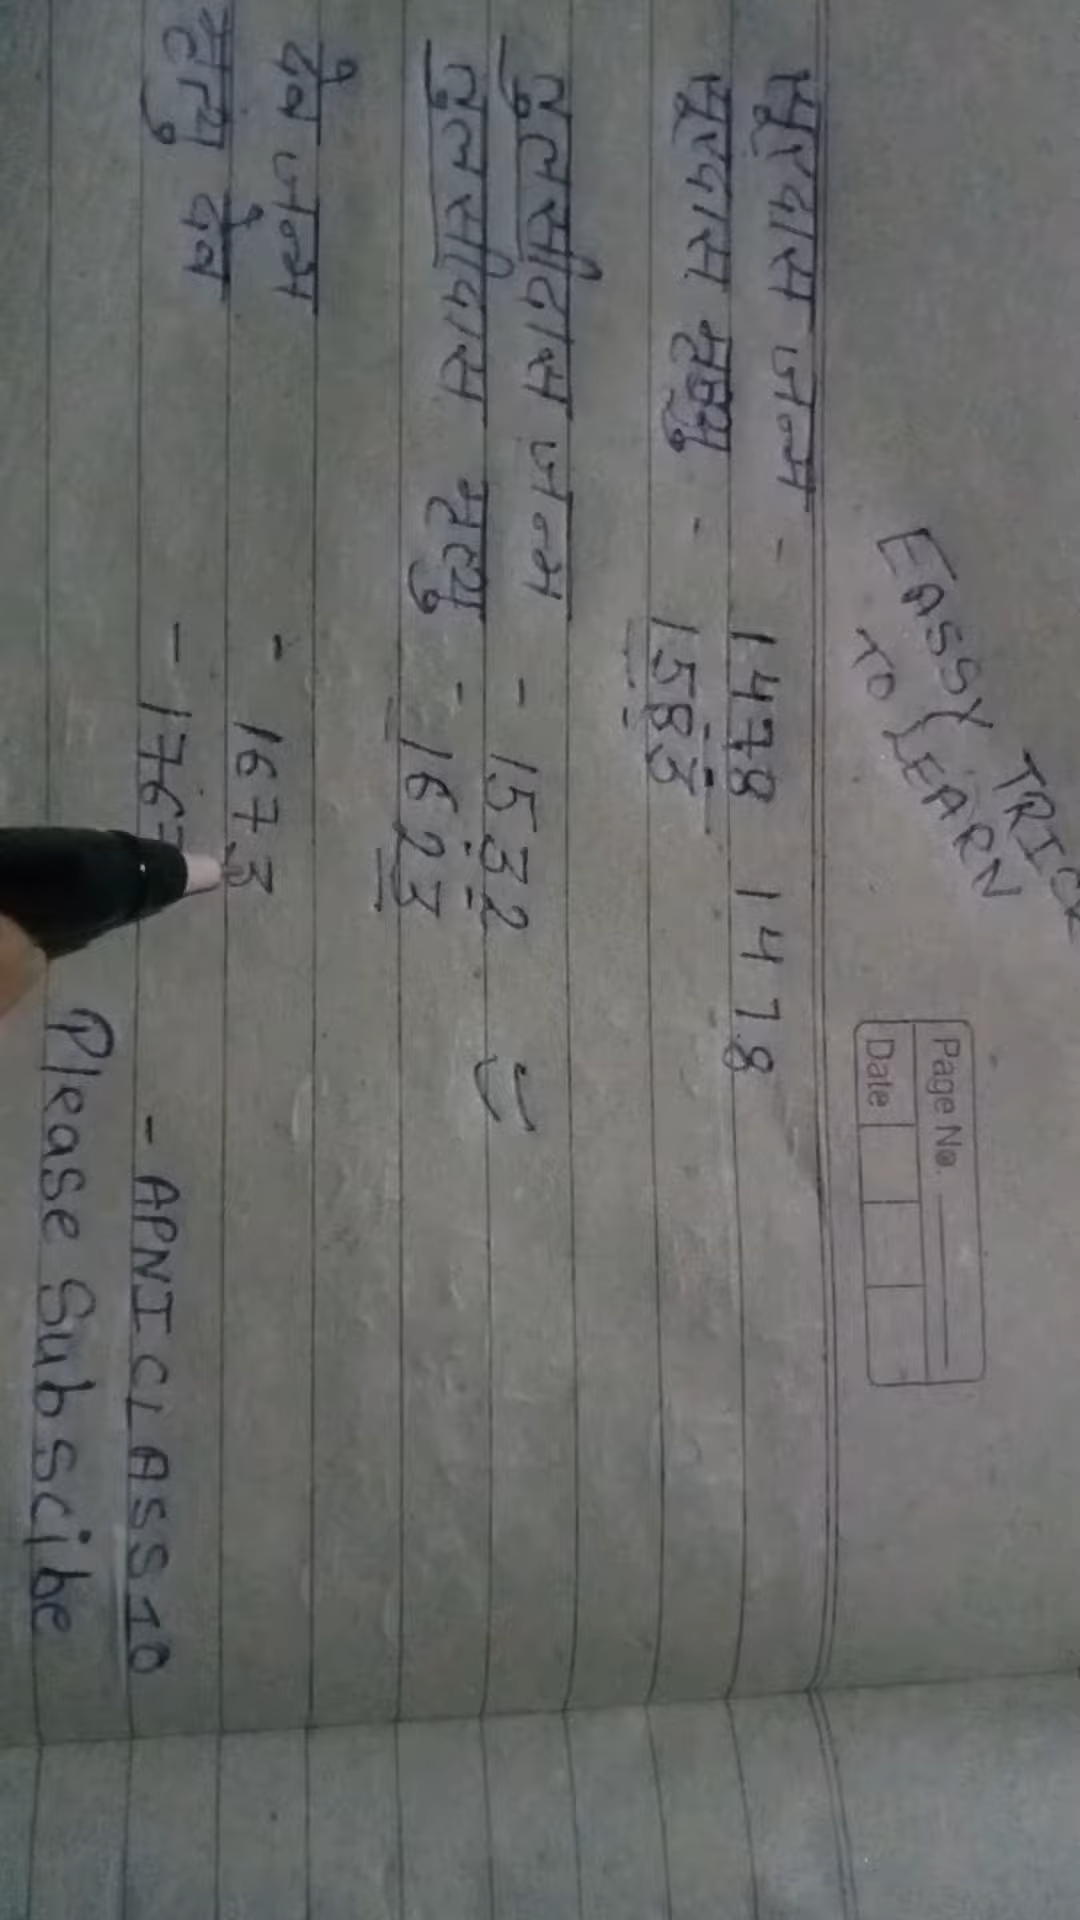 EASSY TRICK
TO LEARN
Page No.
Date
सुरदास जन्म - 1478 1478
सुरदास मृत्यु - 1583
तुलसीदास जन्म - 1532
तुलसीदास मृत्यु - 1623
देव जन्म - 1673
मृत्यु देव - 176
- APNI CLASS 10
Please Subscibe